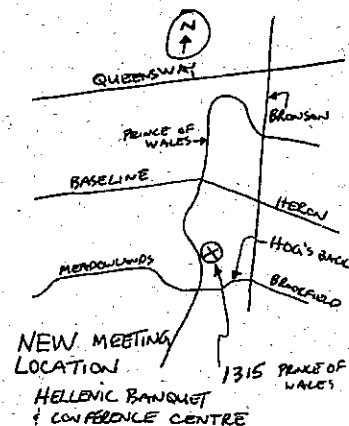 N
QUEENSWAY
BRONSON
PRINCE OF
WALES
BASELINE
HERON
HOG'S BACK
MEADOWLANDS
BROOKFIELD
NEW MEETING
LOCATION
1315 PRINCE OF
WALES
HELLENIC BANQUET
& CONFERENCE CENTRE